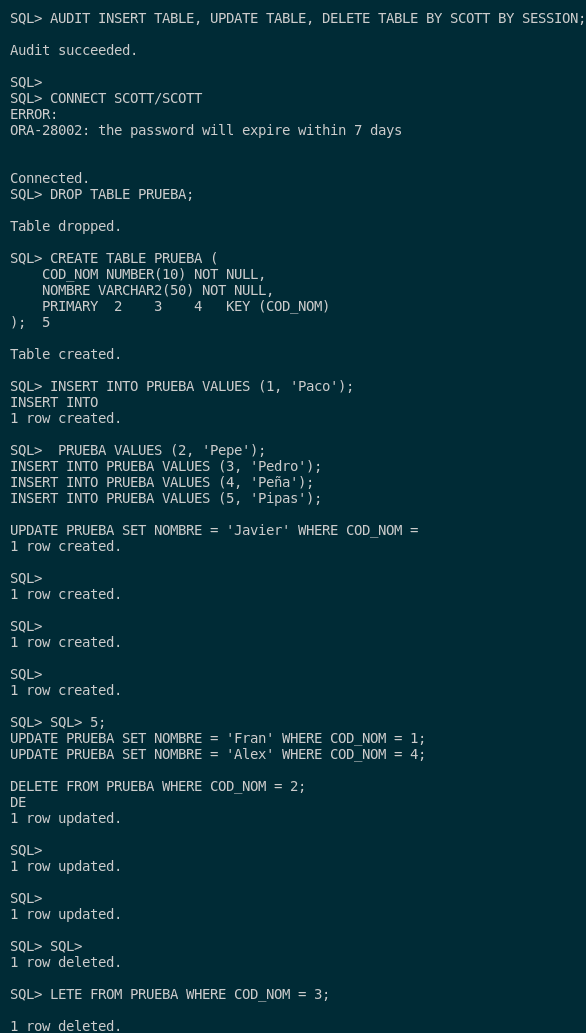 SQL> AUDIT INSERT TABLE, UPDATE TABLE, DELETE TABLE BY SCOTT BY SESSION;

Audit succeeded.

SQL>
SQL> CONNECT SCOTT/SCOTT
ERROR:
ORA-28002: the password will expire within 7 days


Connected.
SQL> DROP TABLE PRUEBA;

Table dropped.

SQL> CREATE TABLE PRUEBA (
    COD_NOM NUMBER(10) NOT NULL,
    NOMBRE VARCHAR2(50) NOT NULL,
    PRIMARY  2    3    4   KEY (COD_NOM)
);  5

Table created.

SQL> INSERT INTO PRUEBA VALUES (1, 'Paco');
INSERT INTO
1 row created.

SQL>  PRUEBA VALUES (2, 'Pepe');
INSERT INTO PRUEBA VALUES (3, 'Pedro');
INSERT INTO PRUEBA VALUES (4, 'Peña');
INSERT INTO PRUEBA VALUES (5, 'Pipas');

UPDATE PRUEBA SET NOMBRE = 'Javier' WHERE COD_NOM =
1 row created.

SQL>
1 row created.

SQL>
1 row created.

SQL>
1 row created.

SQL> SQL> 5;
UPDATE PRUEBA SET NOMBRE = 'Fran' WHERE COD_NOM = 1;
UPDATE PRUEBA SET NOMBRE = 'Alex' WHERE COD_NOM = 4;

DELETE FROM PRUEBA WHERE COD_NOM = 2;
DE
1 row updated.

SQL>
1 row updated.

SQL>
1 row updated.

SQL> SQL>
1 row deleted.

SQL> LETE FROM PRUEBA WHERE COD_NOM = 3;

1 row deleted.